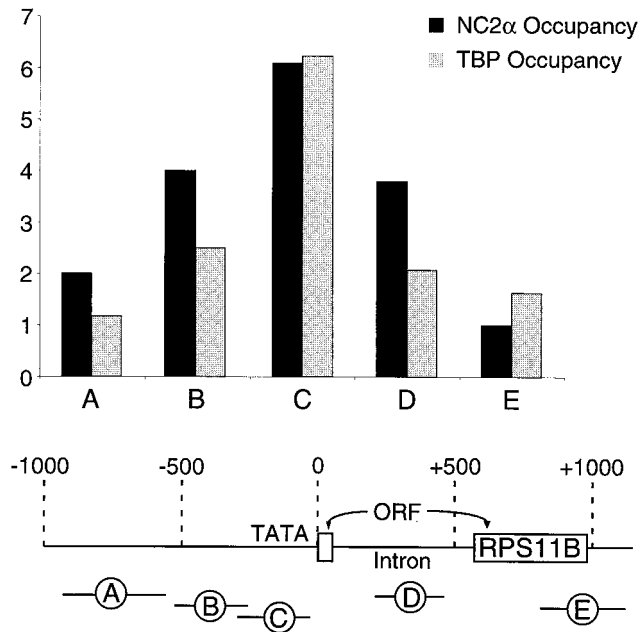 7
6
5
4
3
2
1
0
NC2α Occupancy
TBP Occupancy
A B C D E
-1000 -500 0 +500 +1000
TATA ORF
Intron RPS11B
A
B
C
D
E